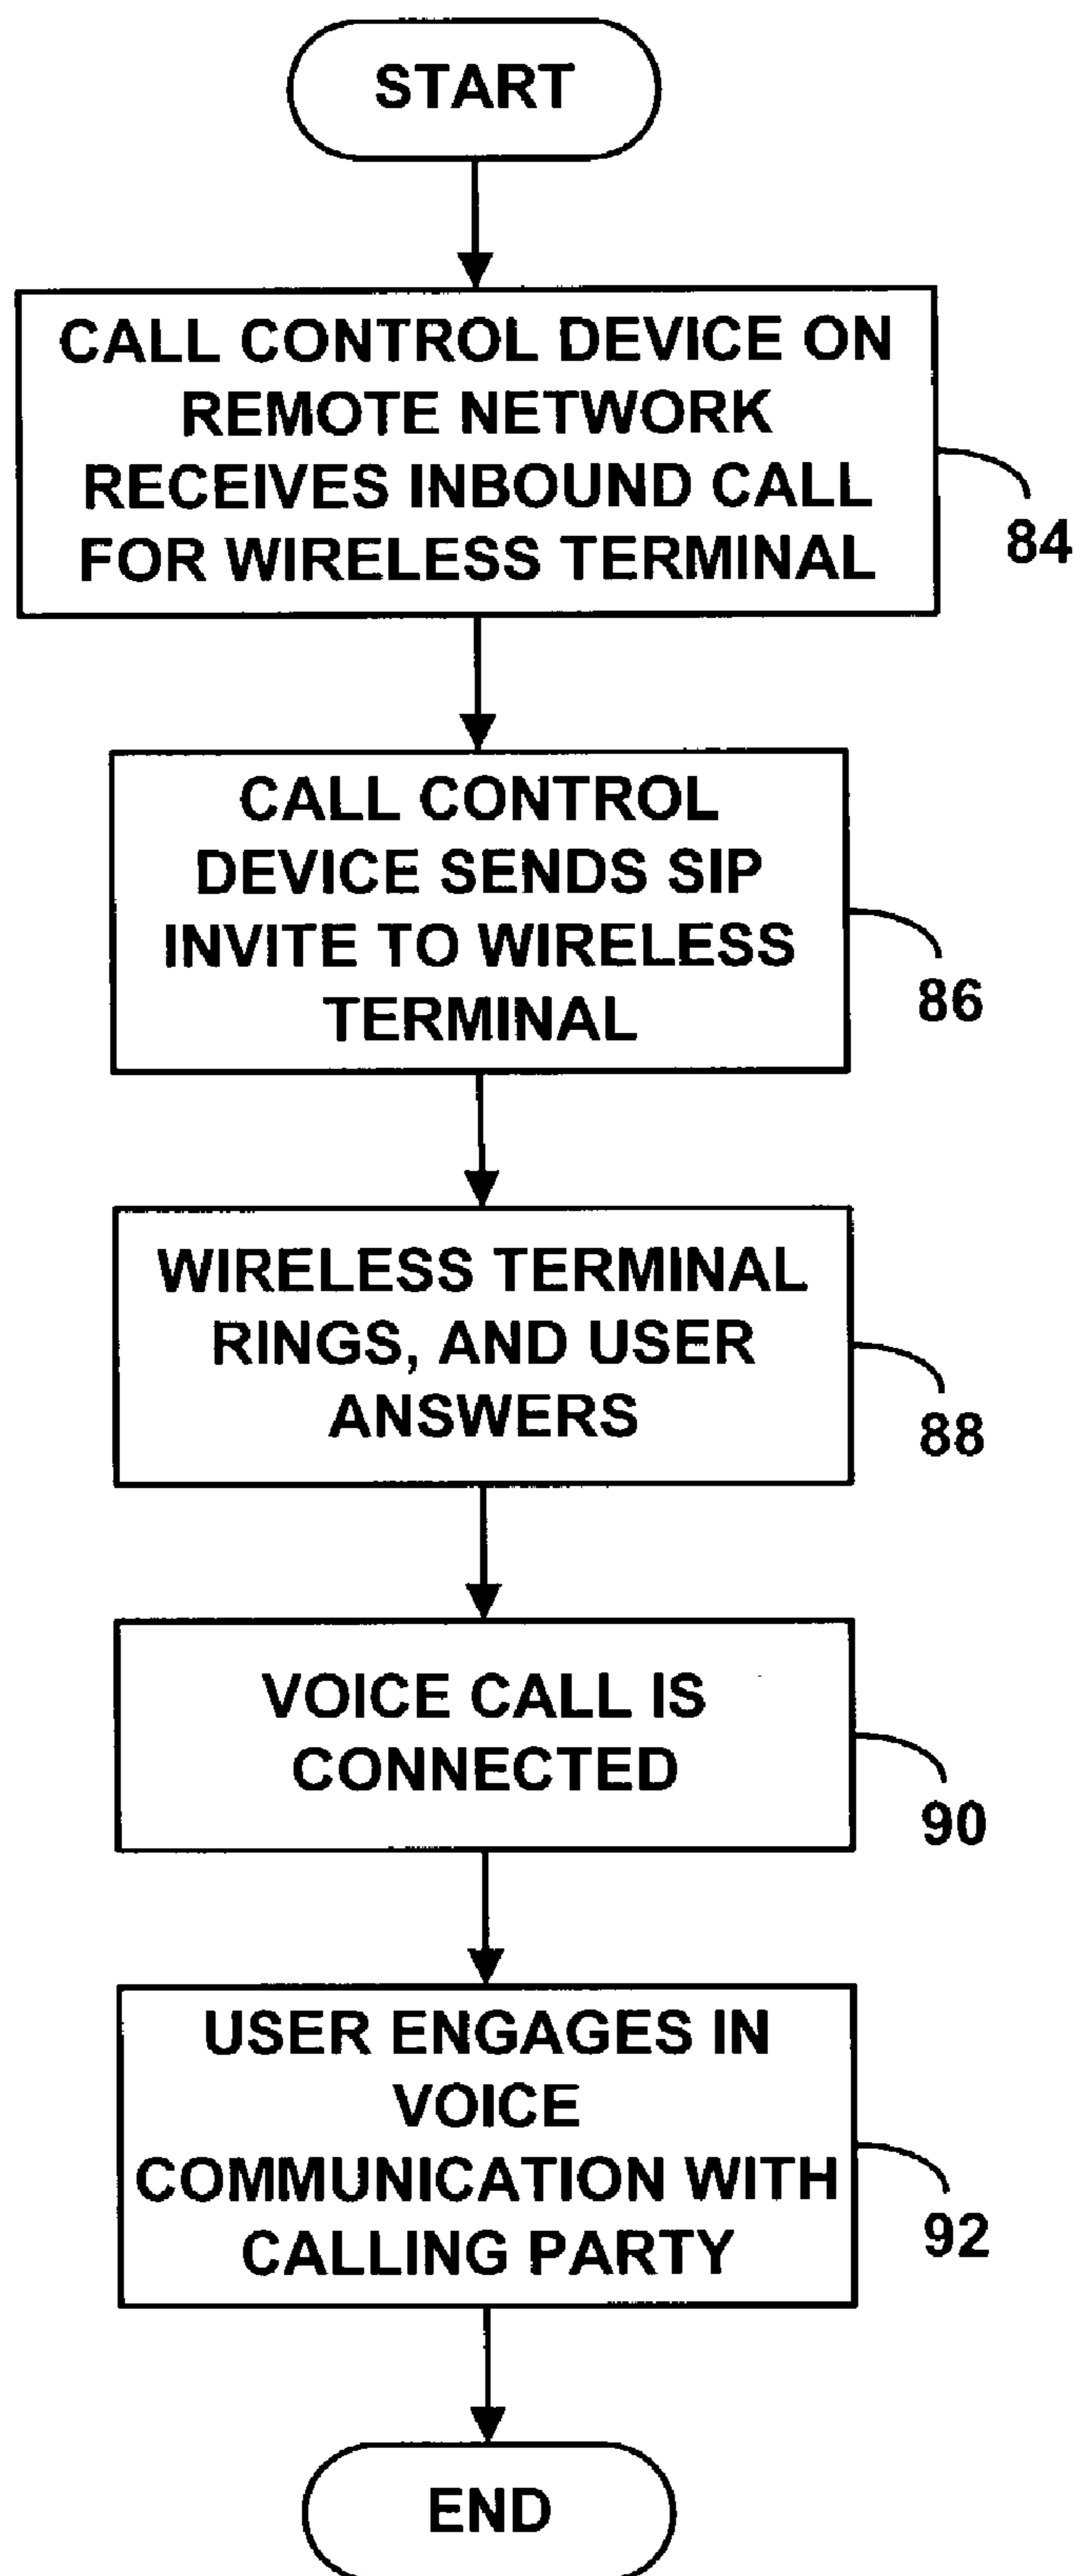 START
CALL CONTROL DEVICE ON
REMOTE NETWORK
RECEIVES INBOUND CALL
FOR WIRELESS TERMINAL
84
CALL CONTROL
DEVICE SENDS SIP
INVITE TO WIRELESS
TERMINAL
86
WIRELESS TERMINAL
RINGS, AND USER
ANSWERS
88
VOICE CALL IS
CONNECTED
90
USER ENGAGES IN
VOICE
COMMUNICATION WITH
CALLING PARTY
92
END